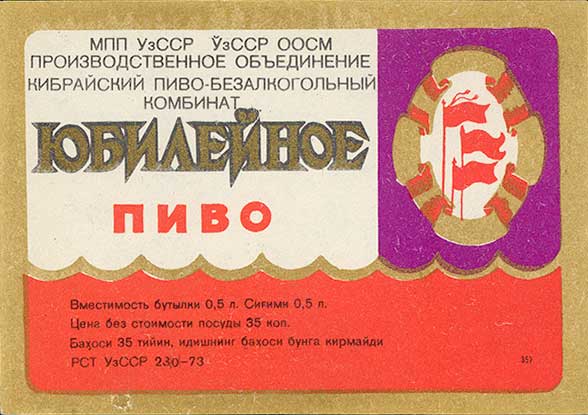 МПП УзССР ЎзССР ООСМ
ПРОИЗВОДСТВЕННОЕ ОБЪЕДИНЕНИЕ
КИБРАЙСКИЙ ПИВО-БЕЗАЛКОГОЛЬНЫЙ
КОМБИНАТ
ЮБИЛЕЙНОЕ
ПИВО
Вместимость бутылки 0,5 л. Сиғими 0,5 л.
Цена без стоимости посуды 35 коп.
Баҳоси 35 тийин, идишнинг баҳоси бунга кирмайди
РСТ УзССР 230-73